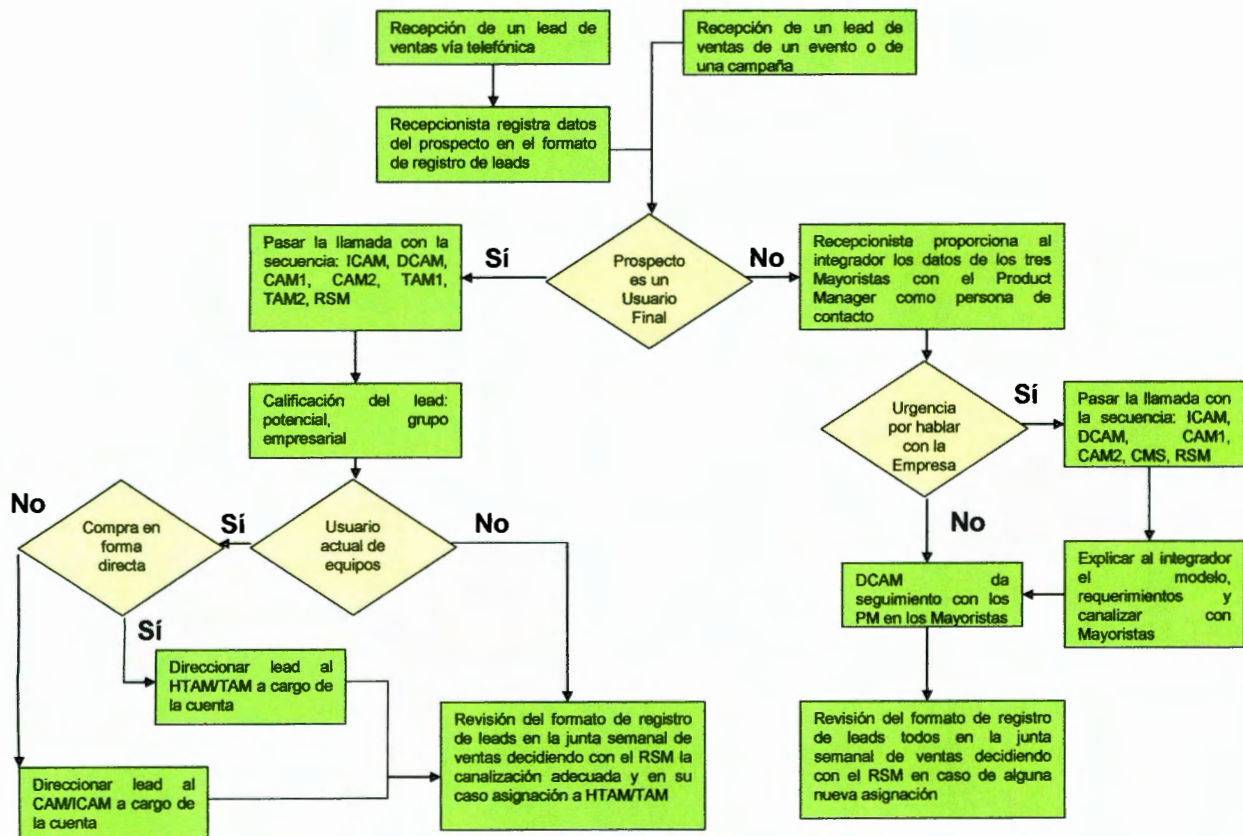 Recepción de un lead de
ventas vía telefónica
Recepción de un lead de
ventas de un evento o de
una campaña
Recepcionista registra datos
del prospecto en el formato
de registro de leads
Prospecto
es un
Usuario
Final
Sí
No
Pasar la llamada con la
secuencia: ICAM, DCAM,
CAM1, CAM2, TAM1,
TAM2, RSM
Recepcionista proporciona al
integrador los datos de los tres
Mayoristas con el Product
Manager como persona de
contacto
Calificación del lead:
potencial, grupo
empresarial
Urgencia
por hablar
con la
Empresa
Sí
No
Pasar la llamada con
la secuencia: ICAM,
DCAM, CAM1,
CAM2, CMS, RSM
Usuario
actual de
equipos
Sí
No
Compra en
forma
directa
No
Sí
DCAM da
seguimiento con los
PM en los Mayoristas
Explicar al integrador
el modelo,
requerimientos y
canalizar con
Mayoristas
Direccionar lead al
HTAM/TAM a cargo de
la cuenta
Direccionar lead al
CAM/ICAM a cargo de
la cuenta
Revisión del formato de registro
de leads en la junta semanal de
ventas decidiendo con el RSM la
canalización adecuada y en su
caso asignación a HTAM/TAM
Revisión del formato de registro
de leads todos en la junta
semanal de ventas decidiendo
con el RSM en caso de alguna
nueva asignación